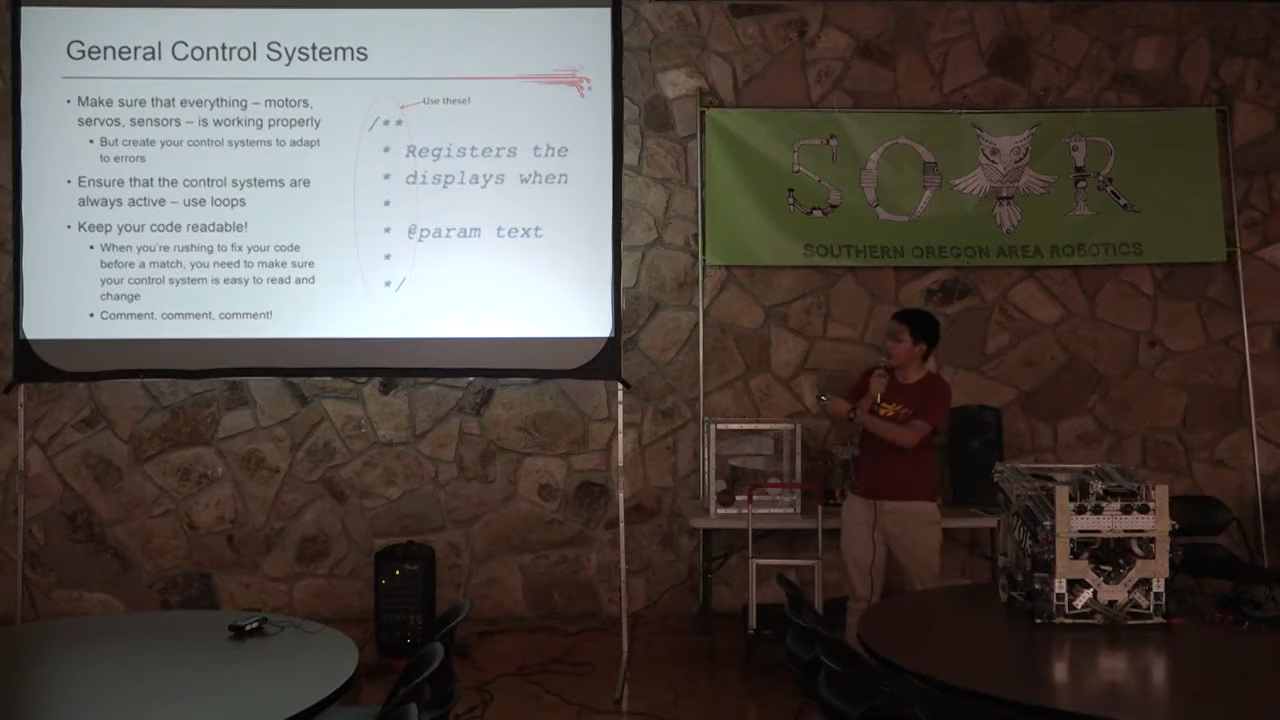 General Control Systems
• Make sure that everything – motors,
servos, sensors – is working properly
• But create your control systems to adapt
to errors
• Ensure that the control systems are
always active – use loops
• Keep your code readable!
• When you're rushing to fix your code
before a match, you need to make sure
your control system is easy to read and
change
• Comment, comment, comment!
Use these!
/**
* Registers the
* displays when
*
* @param text
*
*/
SOAR
SOUTHERN OREGON AREA ROBOTICS